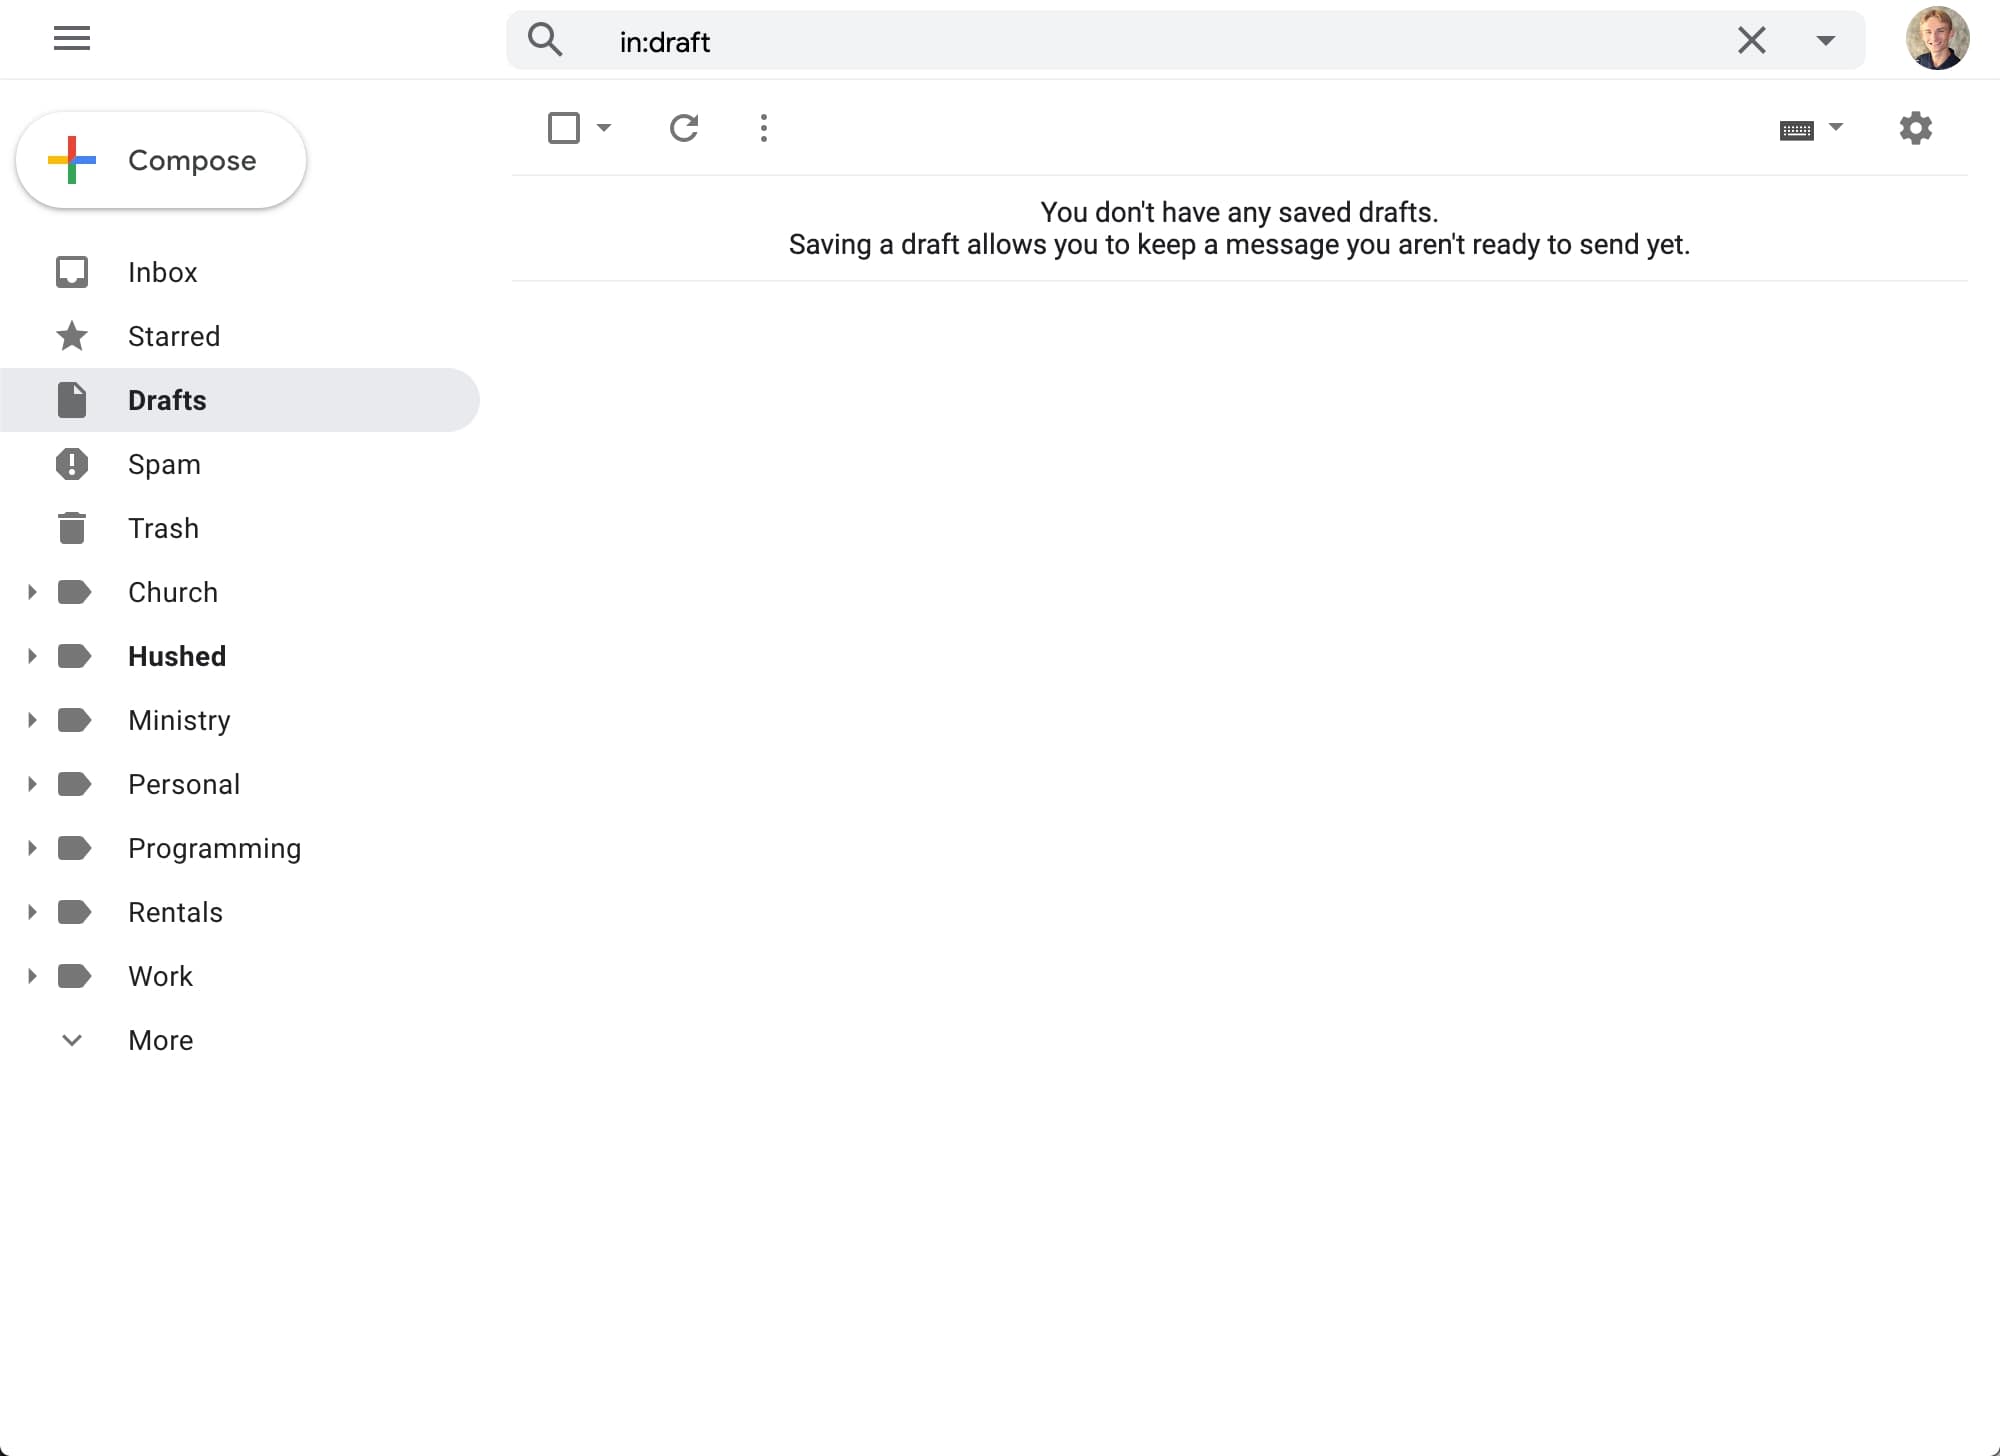 in:draft
Compose
You don't have any saved drafts.
Saving a draft allows you to keep a message you aren't ready to send yet.
Inbox
Starred
Drafts
Spam
Trash
Church
Hushed
Ministry
Personal
Programming
Rentals
Work
More